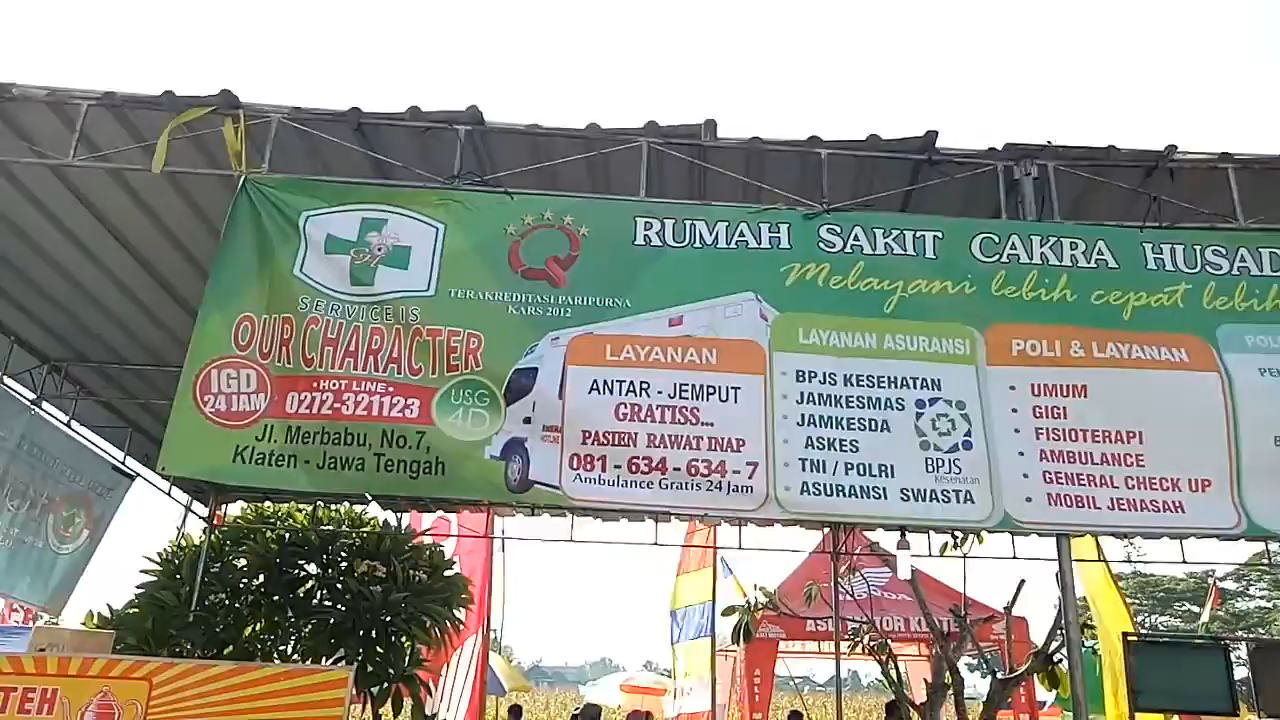 RUMAH SAKIT CAKRA HUSAD
Melayani lebih cepat lebih
TERAKREDITASI PARIPURNA
KARS 2012
SERVICE IS
OUR CHARACTER
IGD
24 JAM
• HOT LINE •
0272-321123
USG
4D
Jl. Merbabu, No.7,
Klaten - Jawa Tengah
LAYANAN
ANTAR - JEMPUT
GRATISS...
PASIEN RAWAT INAP
081 - 634 - 634 - 7
Ambulance Gratis 24 Jam
LAYANAN ASURANSI
• BPJS KESEHATAN
• JAMKESMAS
• JAMKESDA
• ASKES
• TNI / POLRI
• ASURANSI SWASTA
BPJS
Kesehatan
POLI & LAYANAN
• UMUM
• GIGI
• FISIOTERAPI
• AMBULANCE
• GENERAL CHECK UP
• MOBIL JENASAH
HONDA
TEH